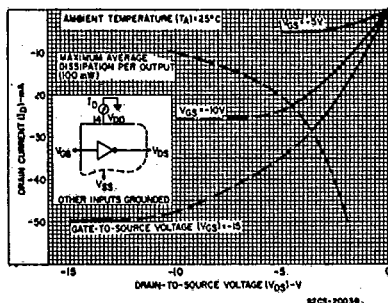 AMBIENT TEMPERATURE (TA)=25°C
VGS=-5V
MAXIMUM AVERAGE
DISSIPATION PER OUTPUT
(100 mW)
ID
14
VDD
VGS
VDS
VSS
OTHER INPUTS GROUNDED
VGS=-10V
GATE-TO-SOURCE VOLTAGE (VGS)=-15
DRAIN CURRENT (ID)-mA
-10
-20
-30
-40
-50
-15
-10
-5
0
DRAIN-TO-SOURCE VOLTAGE (VDS)-V